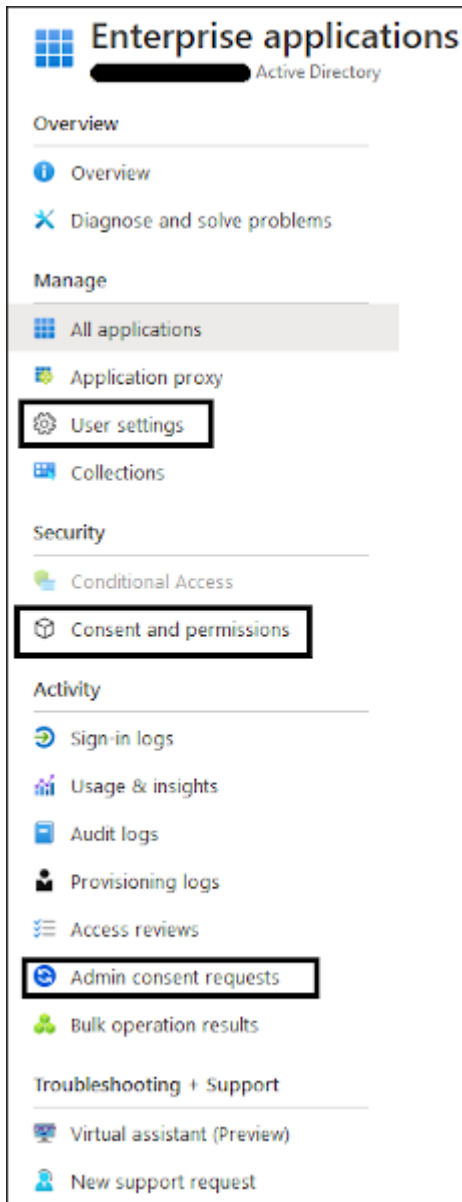 Enterprise applications
Active Directory
Overview
Overview
Diagnose and solve problems
Manage
All applications
Application proxy
User settings
Collections
Security
Conditional Access
Consent and permissions
Activity
Sign-in logs
Usage & insights
Audit logs
Provisioning logs
Access reviews
Admin consent requests
Bulk operation results
Troubleshooting + Support
Virtual assistant (Preview)
New support request